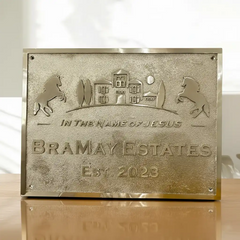 In The Name of Jesus
BraMay Estates
Est. 2023